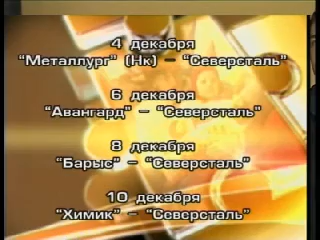 4 декабря
“Металлург” (Нк) – “Северсталь”
6 декабря
“Авангард” – “Северсталь”
8 декабря
“Барыс” – “Северсталь”
10 декабря
“Химик” – “Северсталь”